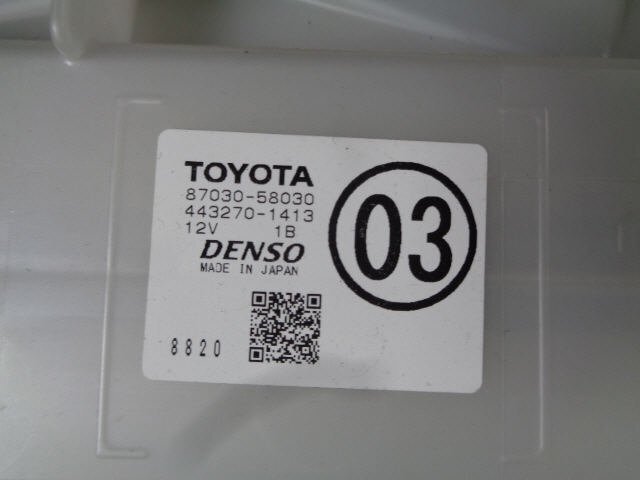 TOYOTA
87030-58030
443270-1413
12V 1B
DENSO
MADE IN JAPAN
03
8820